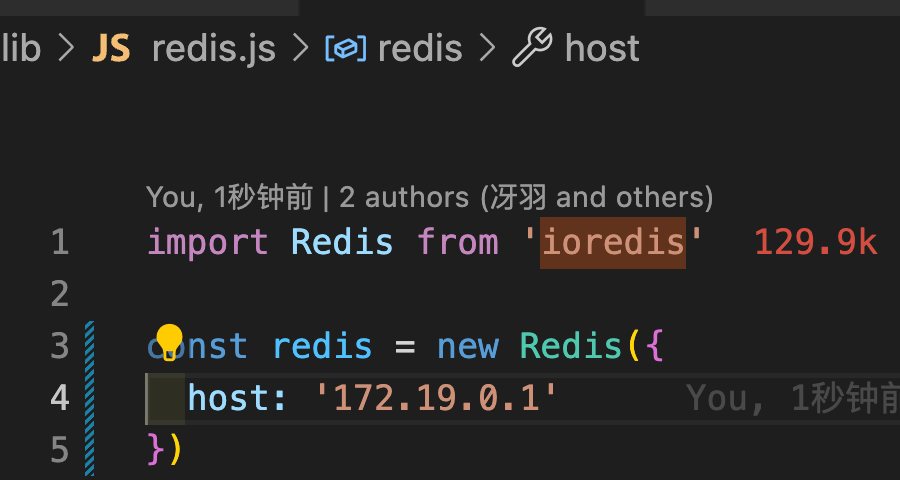 lib > JS redis.js > redis > host
You, 1秒钟前 | 2 authors (冴羽 and others)
1 import Redis from 'ioredis' 129.9k
2
3 const redis = new Redis({
4 host: '172.19.0.1' You, 1秒钟前
5 })